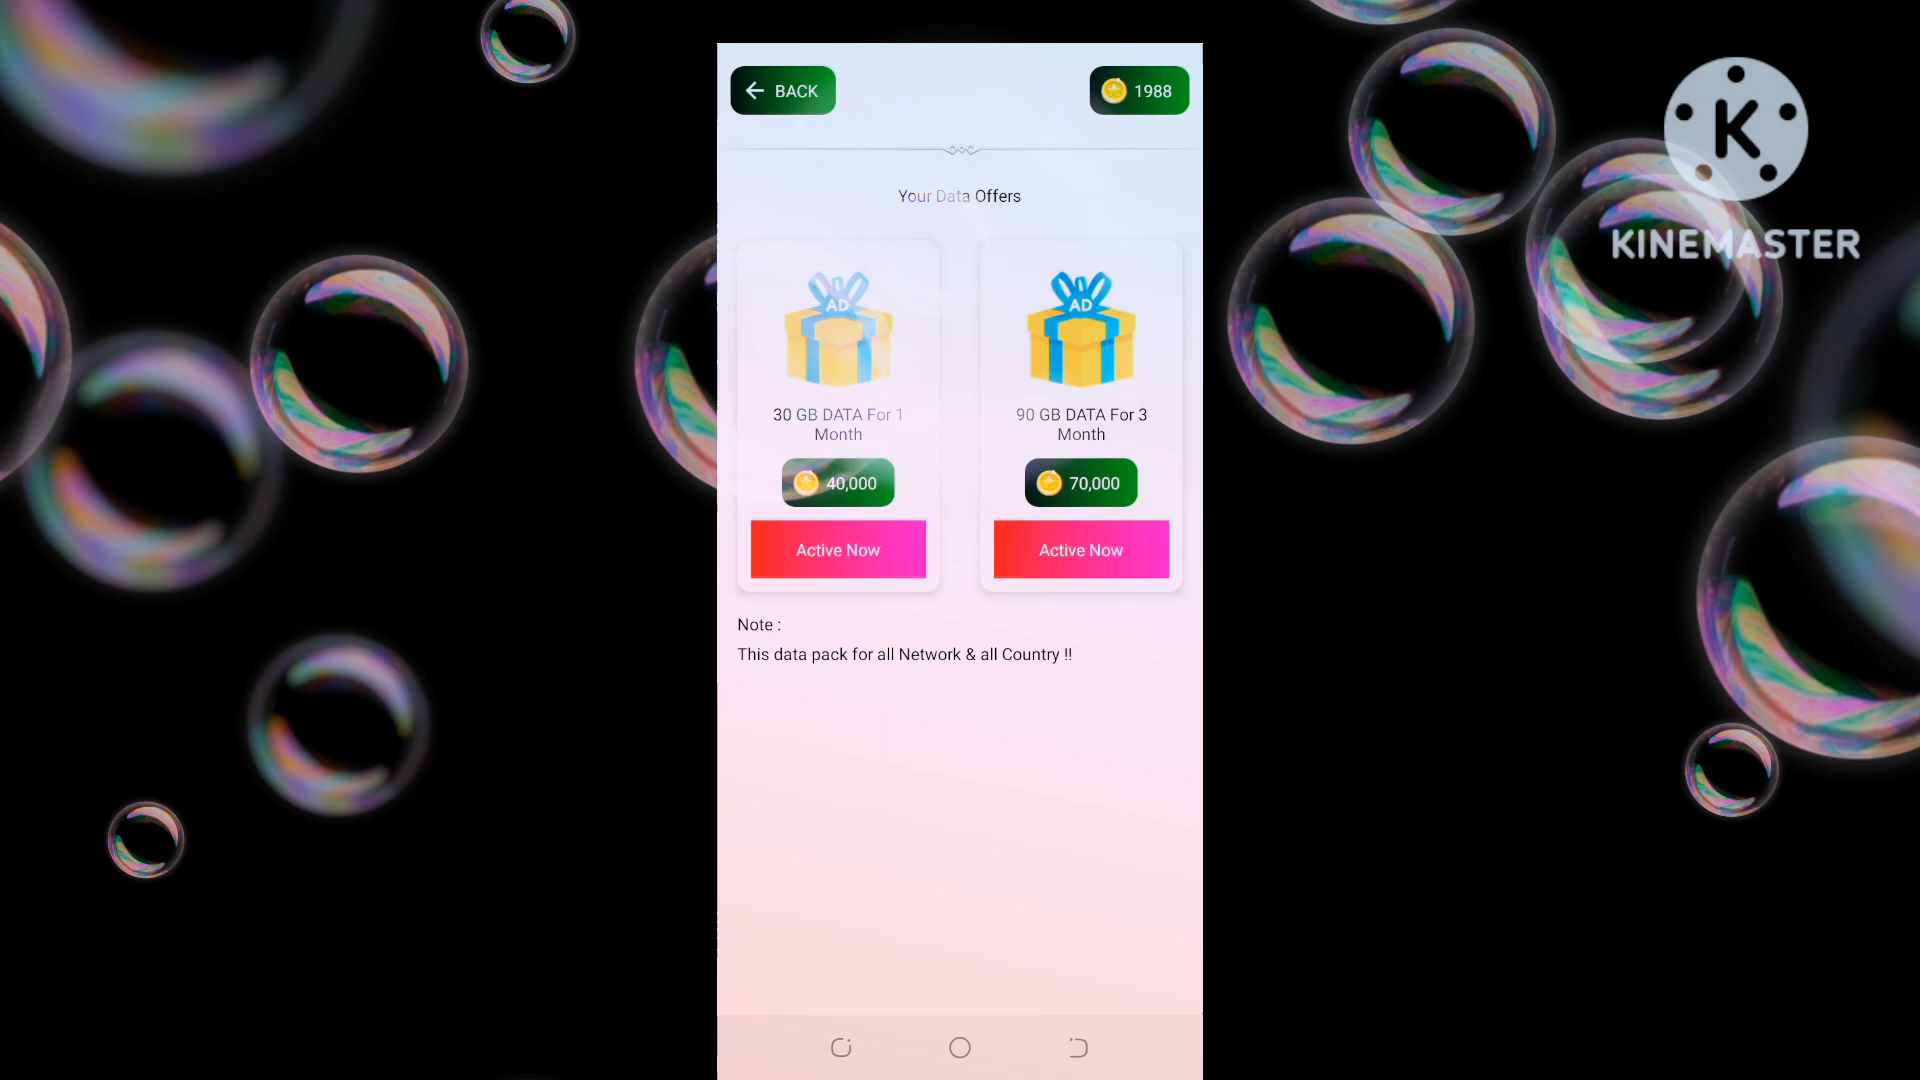 BACK
1988
Your Data Offers
AD
AD
30 GB DATA For 1
Month
90 GB DATA For 3
Month
40,000
70,000
Active Now
Active Now
Note :
This data pack for all Network & all Country !!
K
KINEMASTER